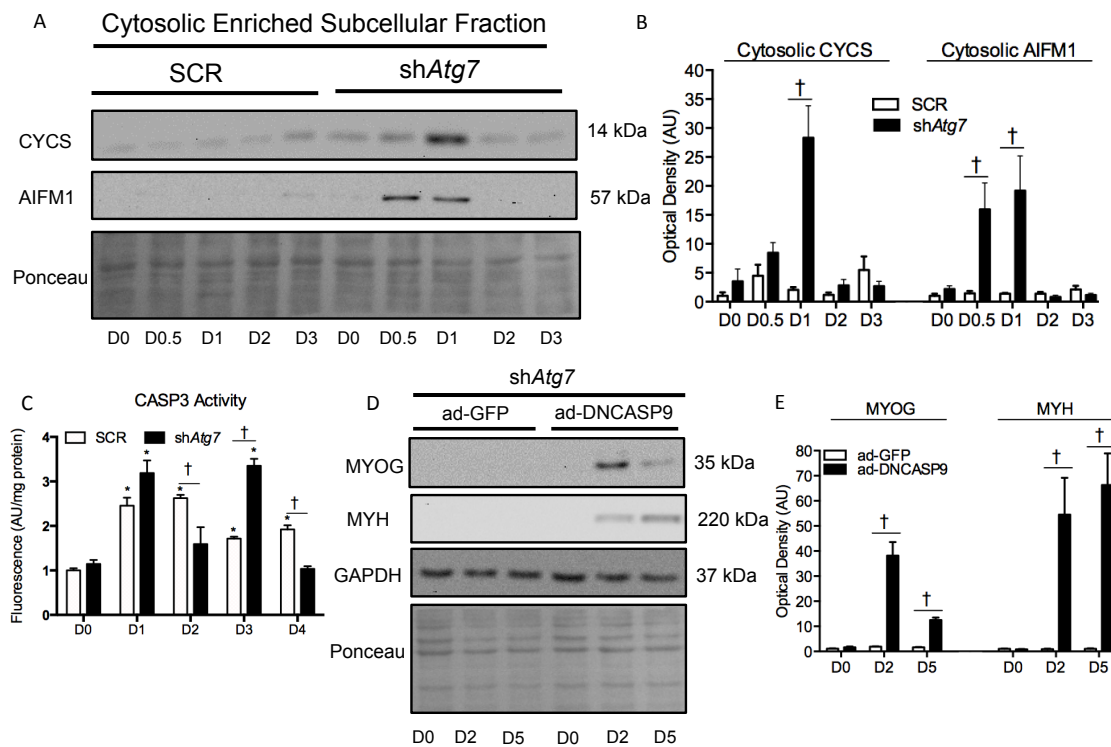 A
Cytosolic Enriched Subcellular Fraction
SCR
shAtg7
CYCS
14 kDa
AIFM1
57 kDa
Ponceau
D0 D0.5 D1 D2 D3 D0 D0.5 D1 D2 D3
B
Cytosolic CYCS Cytosolic AIFM1
Optical Density (AU)
40
35
30
25
20
15
10
5
0
SCR
shAtg7
† † †
D0 D0.5 D1 D2 D3 D0 D0.5 D1 D2 D3
C
CASP3 Activity
SCR shAtg7
Fluorescence (AU/mg protein)
4
3
2
1
0
* * * † * † * * †
D0 D1 D2 D3 D4
D
shAtg7
ad-GFP ad-DNCASP9
MYOG
35 kDa
MYH
220 kDa
GAPDH
37 kDa
Ponceau
D0 D2 D5 D0 D2 D5
E
MYOG MYH
Optical Density (AU)
80
70
60
50
40
30
20
10
0
ad-GFP
ad-DNCASP9
† † † †
D0 D2 D5 D0 D2 D5